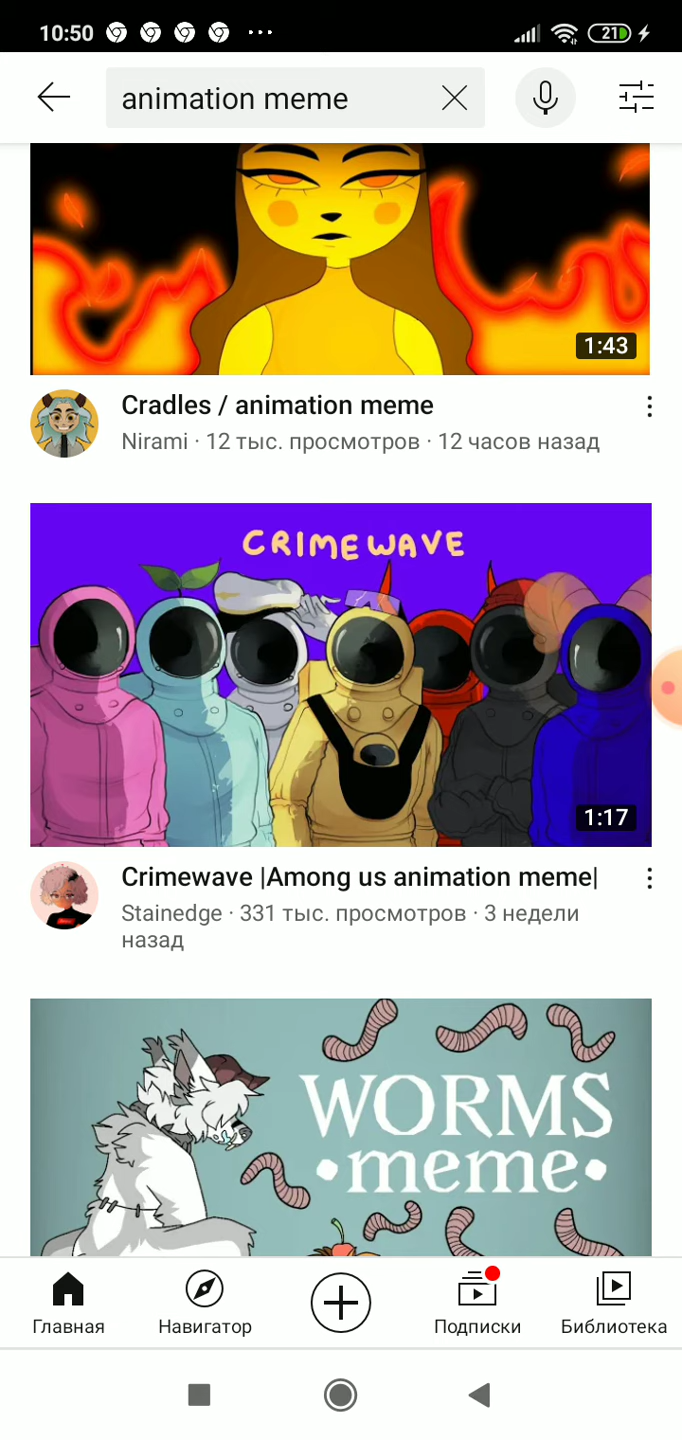 10:50
21
animation meme
1:43
Cradles / animation meme
Nirami · 12 тыс. просмотров · 12 часов назад
CRIMEWAVE
1:17
Crimewave |Among us animation meme|
Stainedge · 331 тыс. просмотров · 3 недели
назад
WORMS
•meme•
Главная
Навигатор
Подписки
Библиотека